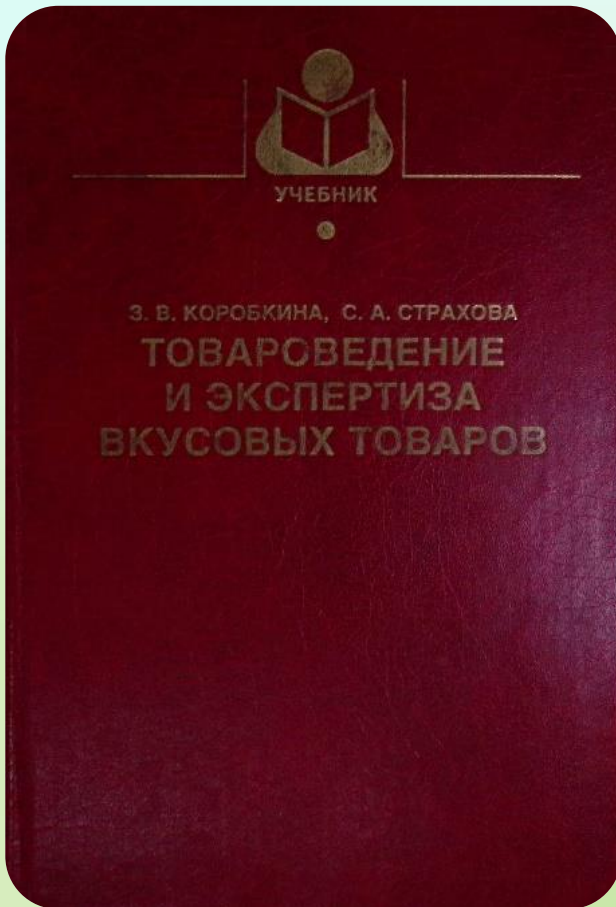 УЧЕБНИК
З. В. КОРОБКИНА, С. А. СТРАХОВА
ТОВАРОВЕДЕНИЕ
И ЭКСПЕРТИЗА
ВКУСОВЫХ ТОВАРОВ